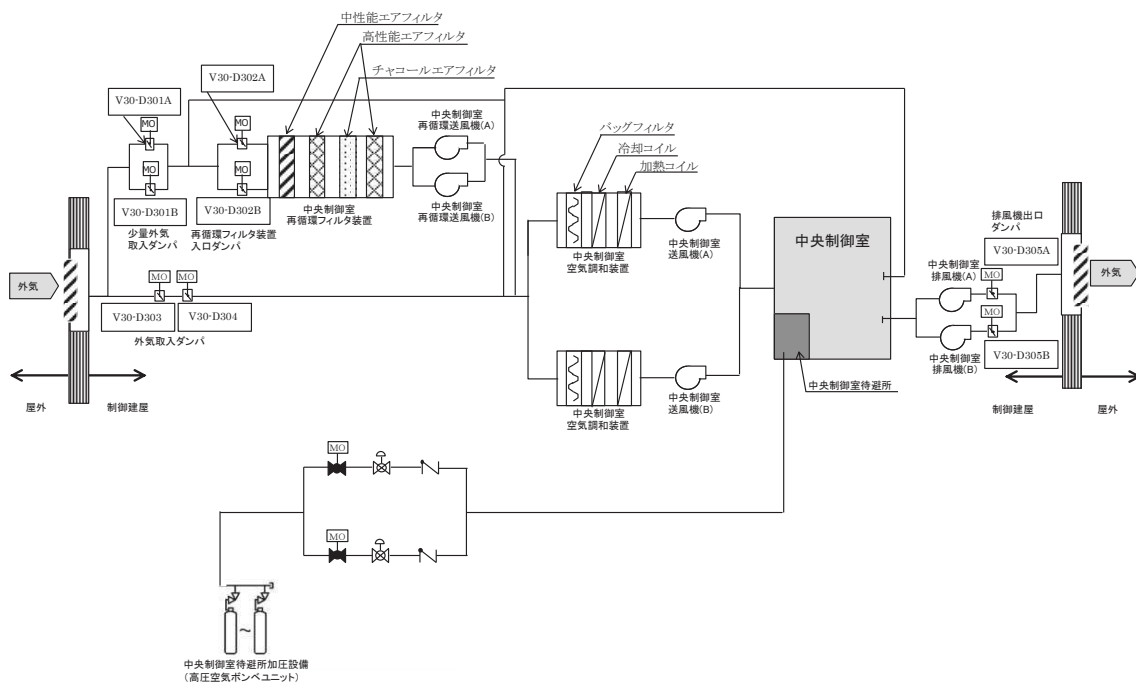 中性能エアフィルタ
高性能エアフィルタ
チャコールエアフィルタ
V30-D301A
V30-D302A
MO
MO
MO
MO
V30-D301B
V30-D302B
少量外気
取入ダンパ
再循環フィルタ装置
入口ダンパ
中央制御室
再循環フィルタ装置
中央制御室
再循環送風機(A)
中央制御室
再循環送風機(B)
バッグフィルタ
冷却コイル
加熱コイル
中央制御室
空気調和装置
中央制御室
送風機(A)
中央制御室
排風機出口
ダンパ
V30-D305A
中央制御室
排風機(A)
MO
MO
中央制御室
排風機(B)
V30-D305B
外気
外気
MO
MO
V30-D303
V30-D304
外気取入ダンパ
中央制御室
空気調和装置
中央制御室
送風機(B)
中央制御室待避所
屋外
制御建屋
制御建屋
屋外
MO
MO
～
中央制御室待避所加圧設備
(高圧空気ボンベユニット)